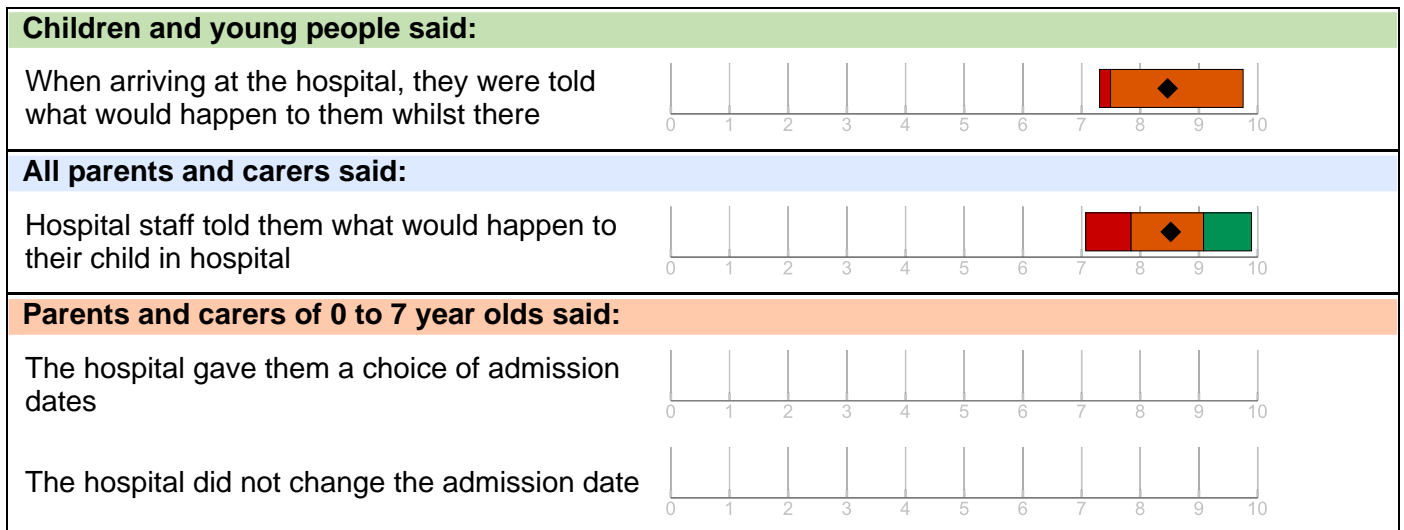 Children and young people said:
When arriving at the hospital, they were told
what would happen to them whilst there
0 1 2 3 4 5 6 7 8 9 10
All parents and carers said:
Hospital staff told them what would happen to
their child in hospital
0 1 2 3 4 5 6 7 8 9 10
Parents and carers of 0 to 7 year olds said:
The hospital gave them a choice of admission
dates
0 1 2 3 4 5 6 7 8 9 10
The hospital did not change the admission date
0 1 2 3 4 5 6 7 8 9 10